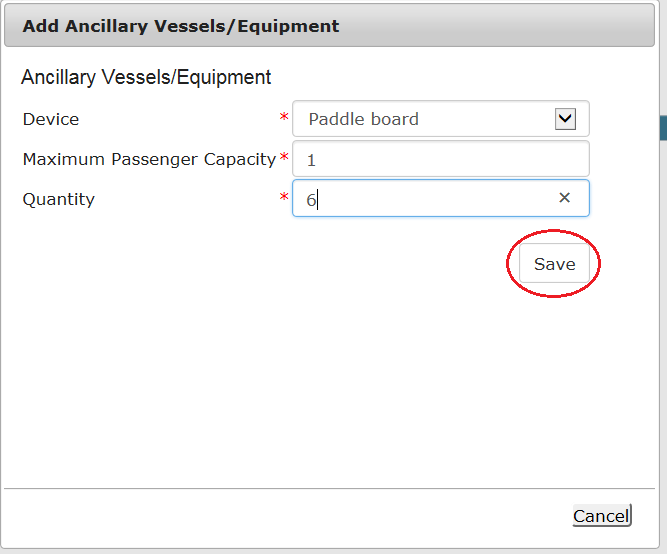 Add Ancillary Vessels/Equipment
Ancillary Vessels/Equipment
Device * Paddle board
Maximum Passenger Capacity * 1
Quantity * 6 ×
Save
Cancel